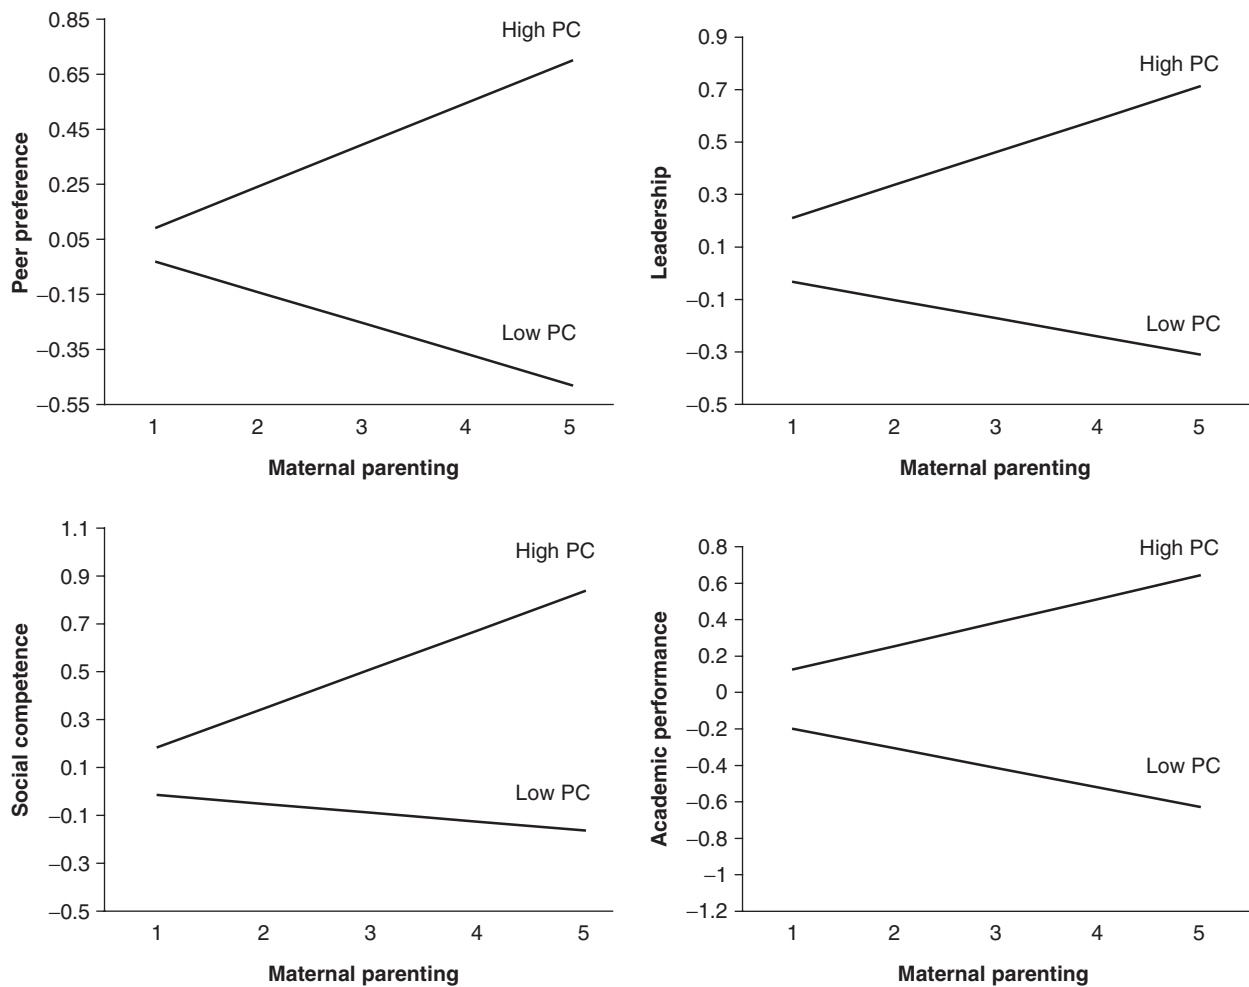 Peer preference
0.85
0.65
0.45
0.25
0.05
−0.15
−0.35
−0.55
High PC
Low PC
1 2 3 4 5
Maternal parenting
Leadership
0.9
0.7
0.5
0.3
0.1
−0.1
−0.3
−0.5
High PC
Low PC
1 2 3 4 5
Maternal parenting
Social competence
1.1
0.9
0.7
0.5
0.3
0.1
−0.1
−0.3
−0.5
High PC
Low PC
1 2 3 4 5
Maternal parenting
Academic performance
0.8
0.6
0.4
0.2
0
−0.2
−0.4
−0.6
−0.8
−1
−1.2
High PC
Low PC
1 2 3 4 5
Maternal parenting